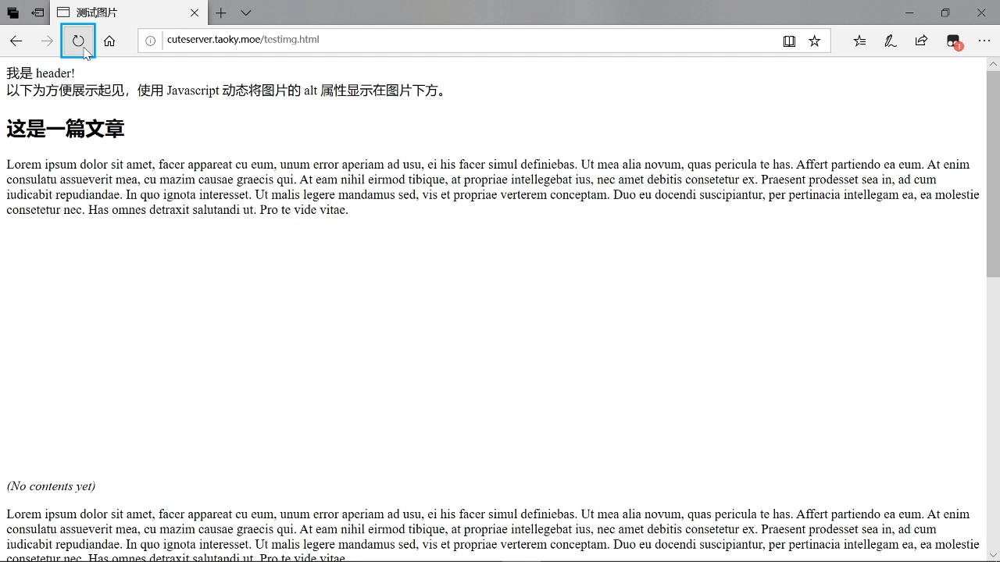 测试图片
cuteserver.taoky.moe/testimg.html
1
我是 header!
以下为方便展示起见，使用 Javascript 动态将图片的 alt 属性显示在图片下方。
这是一篇文章
Lorem ipsum dolor sit amet, facer appareat cu eum, unum error aperiam ad usu, ei his facer simul definiebas. Ut mea alia novum, quas pericula te has. Affert partiendo ea eum. At enim
consulatu assueverit mea, cu mazim causae graecis qui. At eam nihil eirmod tibique, at propriae intellegebat ius, nec amet debitis consetetur ex. Praesent prodesset sea in, ad cum
iudicabit repudiandae. In quo ignota interesset. Ut malis legere mandamus sed, vis et propriae verterem conceptam. Duo eu docendi suscipiantur, per pertinacia intellegam ea, ea molestie
consetetur nec. Has omnes detraxit salutandi ut. Pro te vide vitae.
(No contents yet)
Lorem ipsum dolor sit amet, facer appareat cu eum, unum error aperiam ad usu, ei his facer simul definiebas. Ut mea alia novum, quas pericula te has. Affert partiendo ea eum. At enim
consulatu assueverit mea, cu mazim causae graecis qui. At eam nihil eirmod tibique, at propriae intellegebat ius, nec amet debitis consetetur ex. Praesent prodesset sea in, ad cum
iudicabit repudiandae. In quo ignota interesset. Ut malis legere mandamus sed, vis et propriae verterem conceptam. Duo eu docendi suscipiantur, per pertinacia intellegam ea, ea molestie
consetetur nec. Has omnes detraxit salutandi ut. Pro te vide vitae.